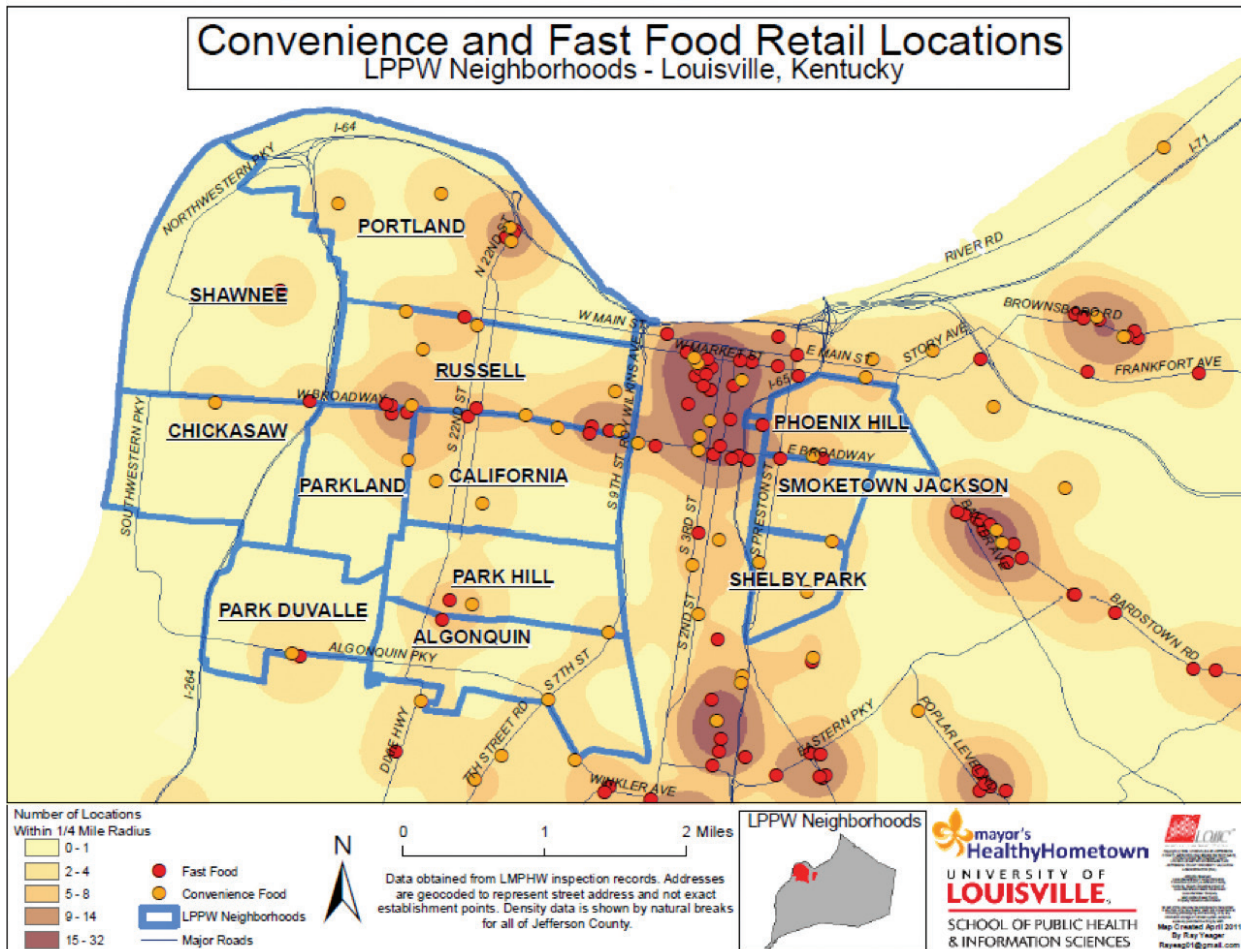 Convenience and Fast Food Retail Locations
LPPW Neighborhoods - Louisville, Kentucky
I-64
I-71
NORTHWESTERN PKY
PORTLAND
N 22ND ST
RIVER RD
SHAWNEE
BROWNSBORO RD
W MAIN ST
W MARKET ST
E MAIN ST
STORY AVE
FRANKFORT AVE
RUSSELL
I-65
W BROADWAY
S 22ND ST
ROY WILKINS AVE
S 9TH ST
CHICKASAW
PHOENIX HILL
E BROADWAY
SOUTHWESTERN PKY
PARKLAND
CALIFORNIA
SMOKETOWN JACKSON
S 3RD ST
S PRESTON ST
BAXTER AVE
PARK HILL
SHELBY PARK
PARK DUVALLE
ALGONQUIN
S 2ND ST
BARDSTOWN RD
ALGONQUIN PKY
S 7TH ST
I-264
DIXIE HWY
7TH STREET RD
EASTERN PKY
POPLAR LEVEL RD
WINKLER AVE
Number of Locations
Within 1/4 Mile Radius
0 - 1
2 - 4
5 - 8
9 - 14
15 - 32
Fast Food
Convenience Food
LPPW Neighborhoods
Major Roads
N
0 1 2 Miles
Data obtained from LMPHW inspection records. Addresses
are geocoded to represent street address and not exact
establishment points. Density data is shown by natural breaks
for all of Jefferson County.
LPPW Neighborhoods
mayor's
HealthyHometown
UNIVERSITY OF
LOUISVILLE
SCHOOL OF PUBLIC HEALTH
& INFORMATION SCIENCES
LOJIC
Map Created April 2011
By Ray Yeager